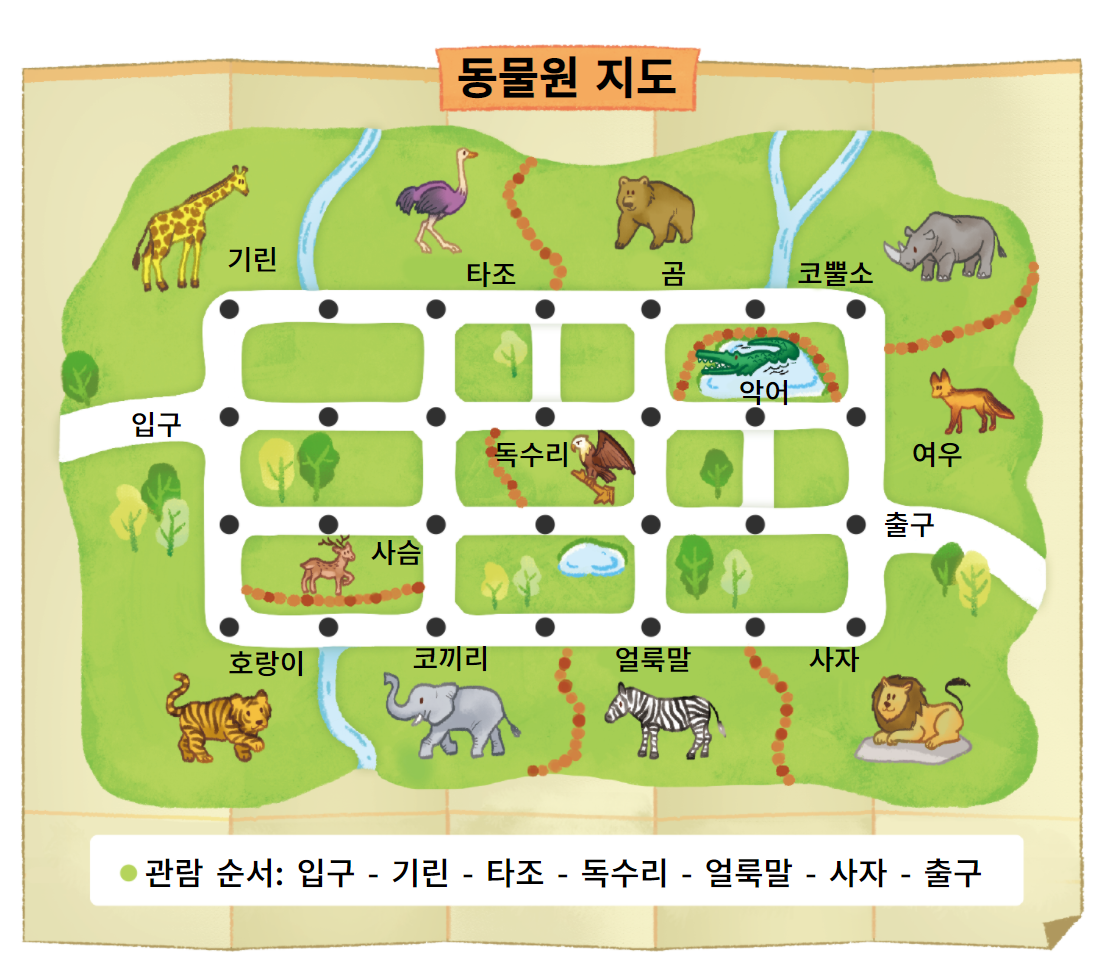 동물원 지도
기린
타조
곰
코뿔소
악어
입구
독수리
여우
출구
사슴
호랑이
코끼리
얼룩말
사자
관람 순서: 입구 - 기린 - 타조 - 독수리 - 얼룩말 - 사자 - 출구